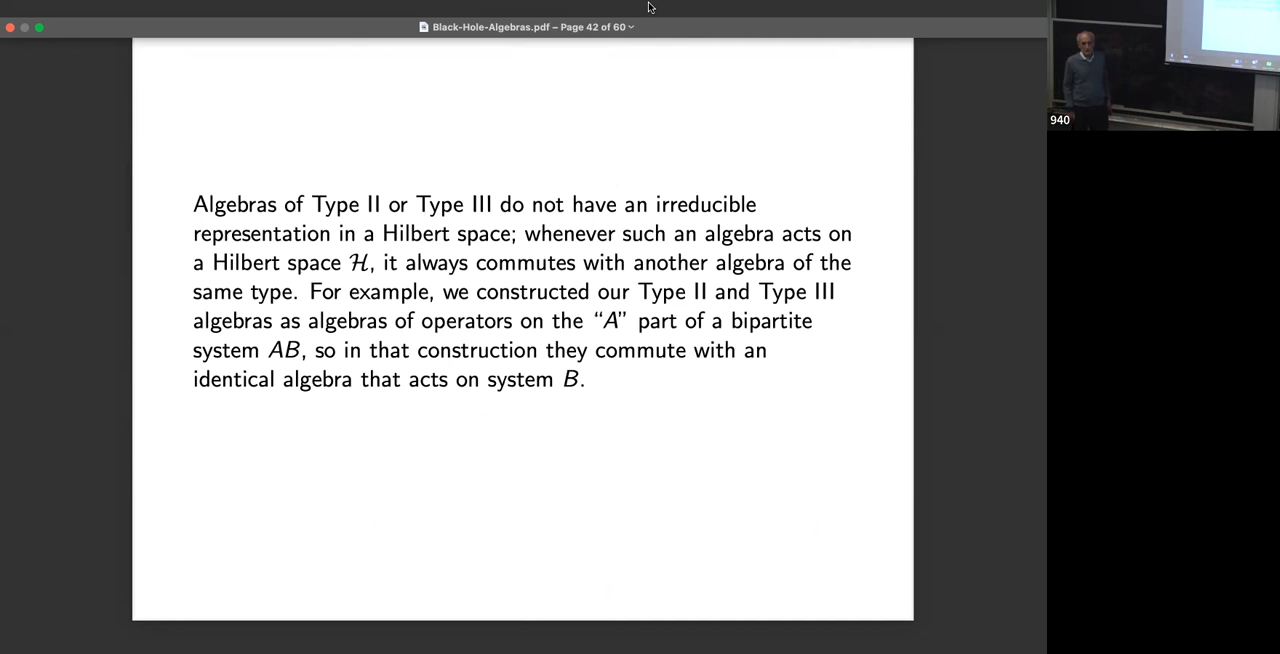 Black-Hole-Algebras.pdf – Page 42 of 60
940
Algebras of Type II or Type III do not have an irreducible
representation in a Hilbert space; whenever such an algebra acts on
a Hilbert space ℋ, it always commutes with another algebra of the
same type. For example, we constructed our Type II and Type III
algebras as algebras of operators on the “A” part of a bipartite
system AB, so in that construction they commute with an
identical algebra that acts on system B.